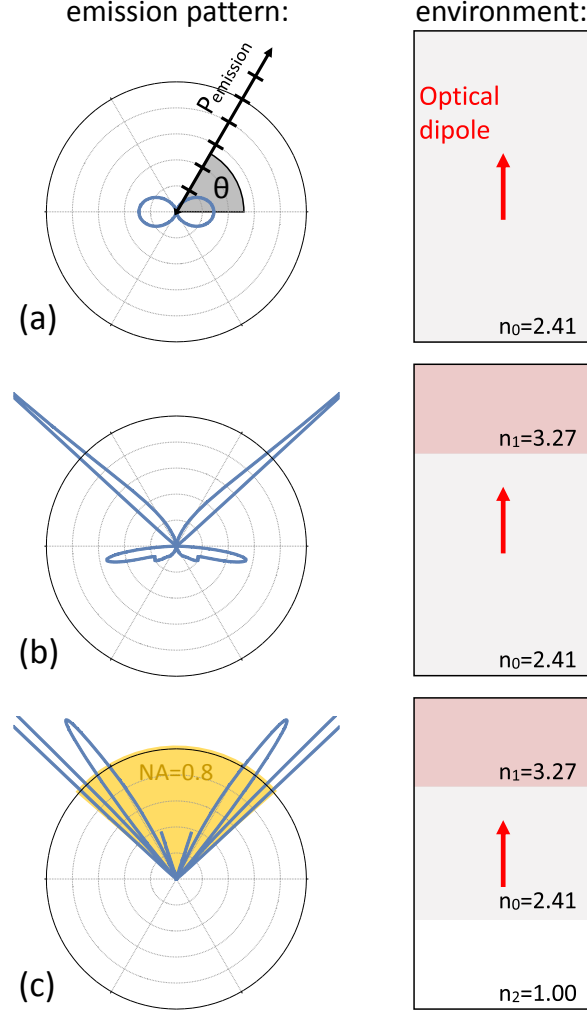 emission pattern: environment:
P_emission
θ
Optical
dipole
n₀=2.41
(a)
n₁=3.27
n₀=2.41
(b)
NA=0.8
n₁=3.27
n₀=2.41
n₂=1.00
(c)